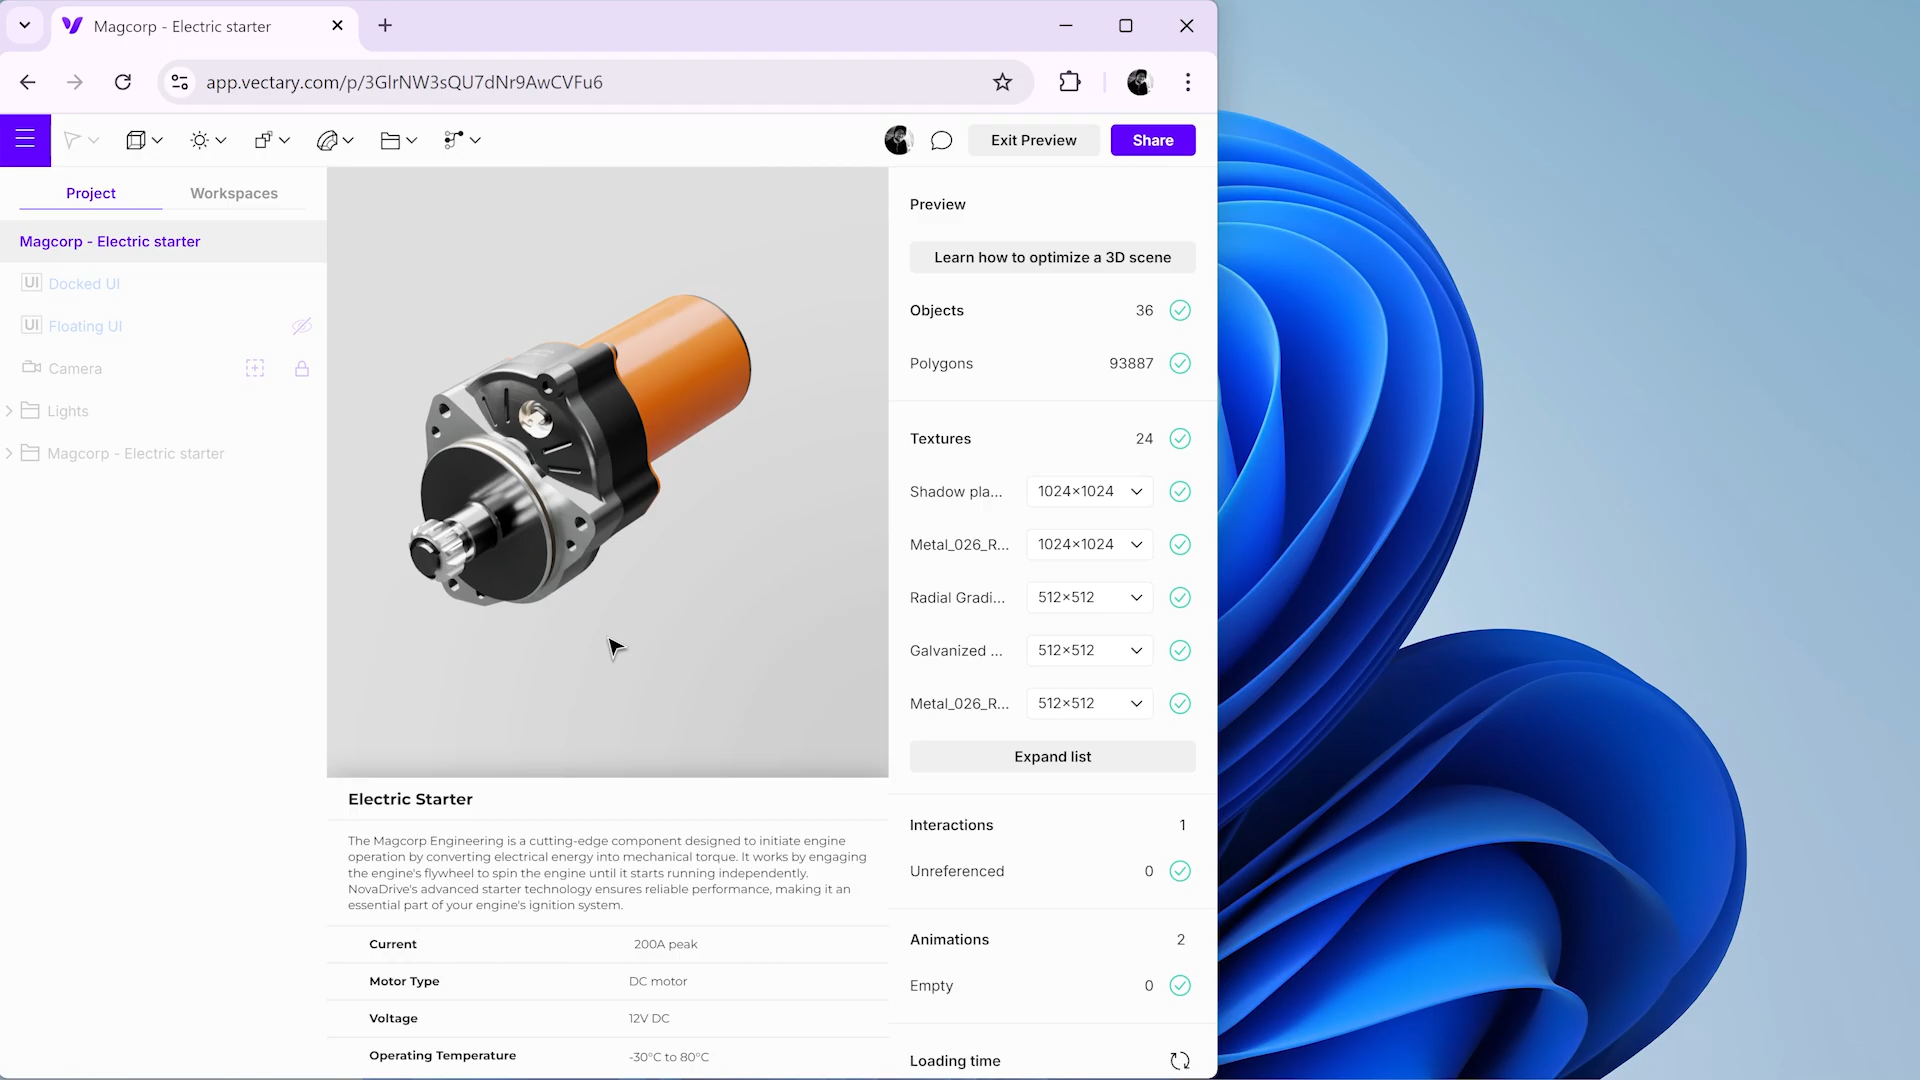 Magcorp - Electric starter
app.vectary.com/p/3GlrNW3sQU7dNr9AwCVFu6
Exit Preview
Share
Project
Workspaces
Magcorp - Electric starter
UI Docked UI
UI Floating UI
Camera
Lights
Magcorp - Electric starter
Preview
Learn how to optimize a 3D scene
Objects 36
Polygons 93887
Textures 24
Shadow pla... 1024×1024
Metal_026_R... 1024×1024
Radial Gradi... 512×512
Galvanized ... 512×512
Metal_026_R... 512×512
Expand list
Interactions 1
Unreferenced 0
Animations 2
Empty 0
Loading time
Electric Starter
The Magcorp Engineering is a cutting-edge component designed to initiate engine
operation by converting electrical energy into mechanical torque. It works by engaging
the engine's flywheel to spin the engine until it starts running independently.
NovaDrive's advanced starter technology ensures reliable performance, making it an
essential part of your engine's ignition system.
Current 200A peak
Motor Type DC motor
Voltage 12V DC
Operating Temperature -30°C to 80°C